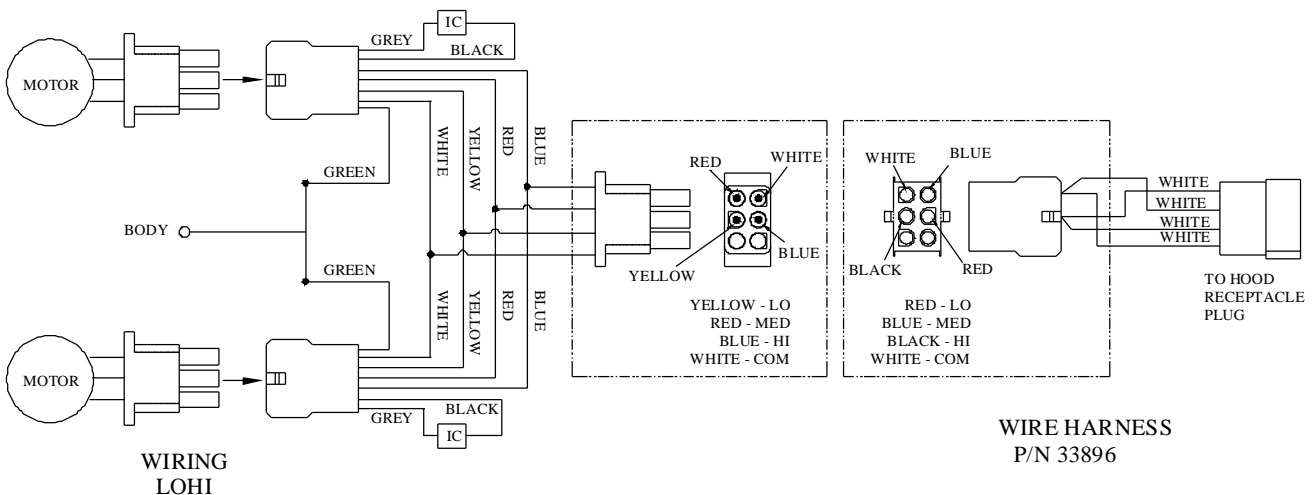 IC
GREY
BLACK
MOTOR
WHITE
YELLOW
RED
BLUE
GREEN
BODY
GREEN
WHITE
YELLOW
RED
BLUE
MOTOR
BLACK
GREY
IC
WIRING
LOHI
RED
WHITE
YELLOW
BLUE
YELLOW - LO
RED - MED
BLUE - HI
WHITE - COM
WHITE
BLUE
BLACK
RED
RED - LO
BLUE - MED
BLACK - HI
WHITE - COM
WHITE
WHITE
WHITE
WHITE
TO HOOD
RECEPTACLE
PLUG
WIRE HARNESS
P/N 33896